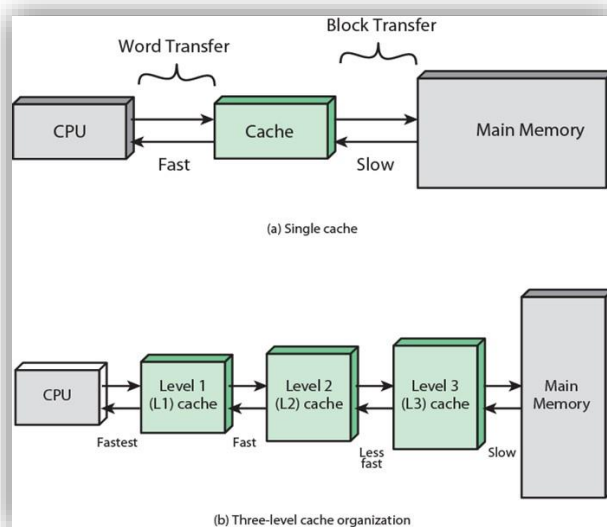 Word Transfer
Block Transfer
CPU
Cache
Main Memory
Fast
Slow
(a) Single cache
CPU
Level 1
(L1) cache
Level 2
(L2) cache
Level 3
(L3) cache
Main
Memory
Fastest
Fast
Less
fast
Slow
(b) Three-level cache organization